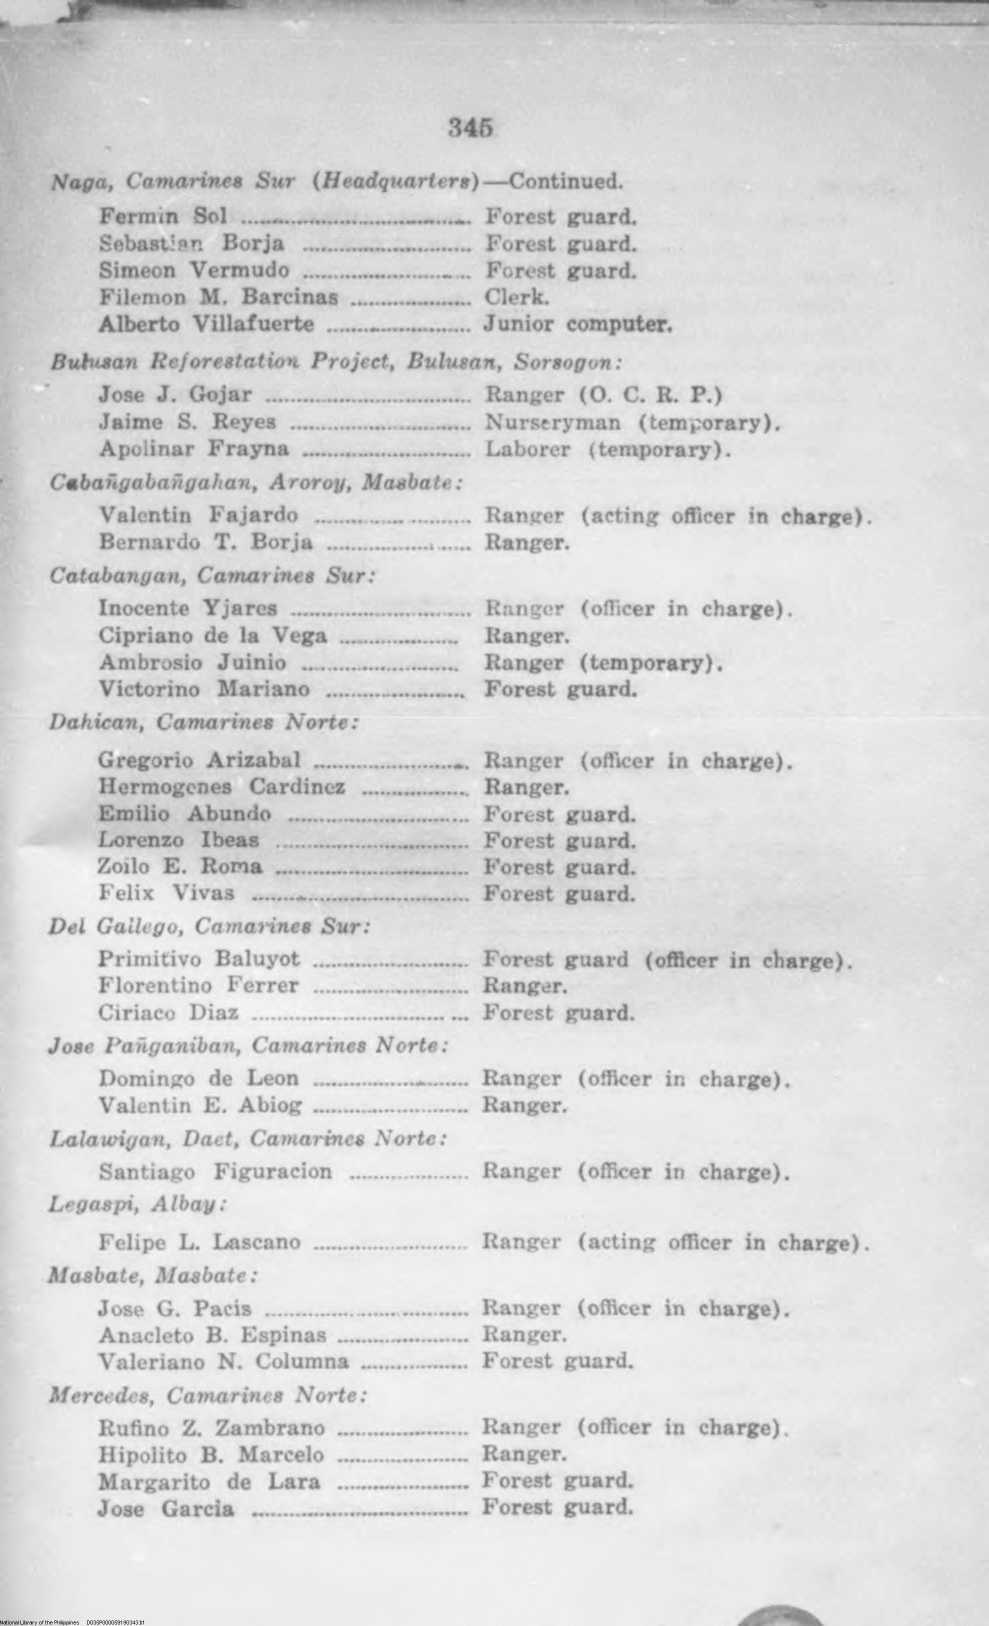 345
Naga, Camarines Sur (Headquarters)—Continued.
Fermin Sol ........................................ Forest guard.
Sebastian Borja ............................. Forest guard.
Simeon Vermudo ............................. Forest guard.
Filemon M. Barcinas .................... Clerk.
Alberto Villafuerte ........................ Junior computer.
Bulusan Reforestation Project, Bulusan, Sorsogon:
Jose J. Gojar ................................... Ranger (O. C. R. P.)
Jaime S. Reyes ............................... Nurseryman (temporary).
Apolinar Frayna ............................. Laborer (temporary).
Cabañgabañgahan, Aroroy, Masbate:
Valentin Fajardo ........................... Ranger (acting officer in charge).
Bernardo T. Borja ........................ Ranger.
Catabangan, Camarines Sur:
Inocente Yjares ............................... Ranger (officer in charge).
Cipriano de la Vega .................... Ranger.
Ambrosio Juinio ........................... Ranger (temporary).
Victorino Mariano ........................ Forest guard.
Dahican, Camarines Norte:
Gregorio Arizabal .......................... Ranger (officer in charge).
Hermogenes Cardinez .................. Ranger.
Emilio Abundo ............................... Forest guard.
Lorenzo Ibeas ................................. Forest guard.
Zoilo E. Roma ................................. Forest guard.
Felix Vivas ..................................... Forest guard.
Del Gallego, Camarines Sur:
Primitivo Baluyot .......................... Forest guard (officer in charge).
Florentino Ferrer .......................... Ranger.
Ciriaco Diaz ..................................... Forest guard.
Jose Pañganiban, Camarines Norte:
Domingo de Leon .......................... Ranger (officer in charge).
Valentin E. Abiog .......................... Ranger.
Lalawigan, Daet, Camarines Norte:
Santiago Figuracion .................... Ranger (officer in charge).
Legaspi, Albay:
Felipe L. Lascano .......................... Ranger (acting officer in charge).
Masbate, Masbate:
Jose G. Pacis ................................... Ranger (officer in charge).
Anacleto B. Espinas ...................... Ranger.
Valeriano N. Columna .................. Forest guard.
Mercedes, Camarines Norte:
Rufino Z. Zambrano ...................... Ranger (officer in charge).
Hipolito B. Marcelo ...................... Ranger.
Margarito de Lara ...................... Forest guard.
Jose Garcia ..................................... Forest guard.
National Library of the Philippines